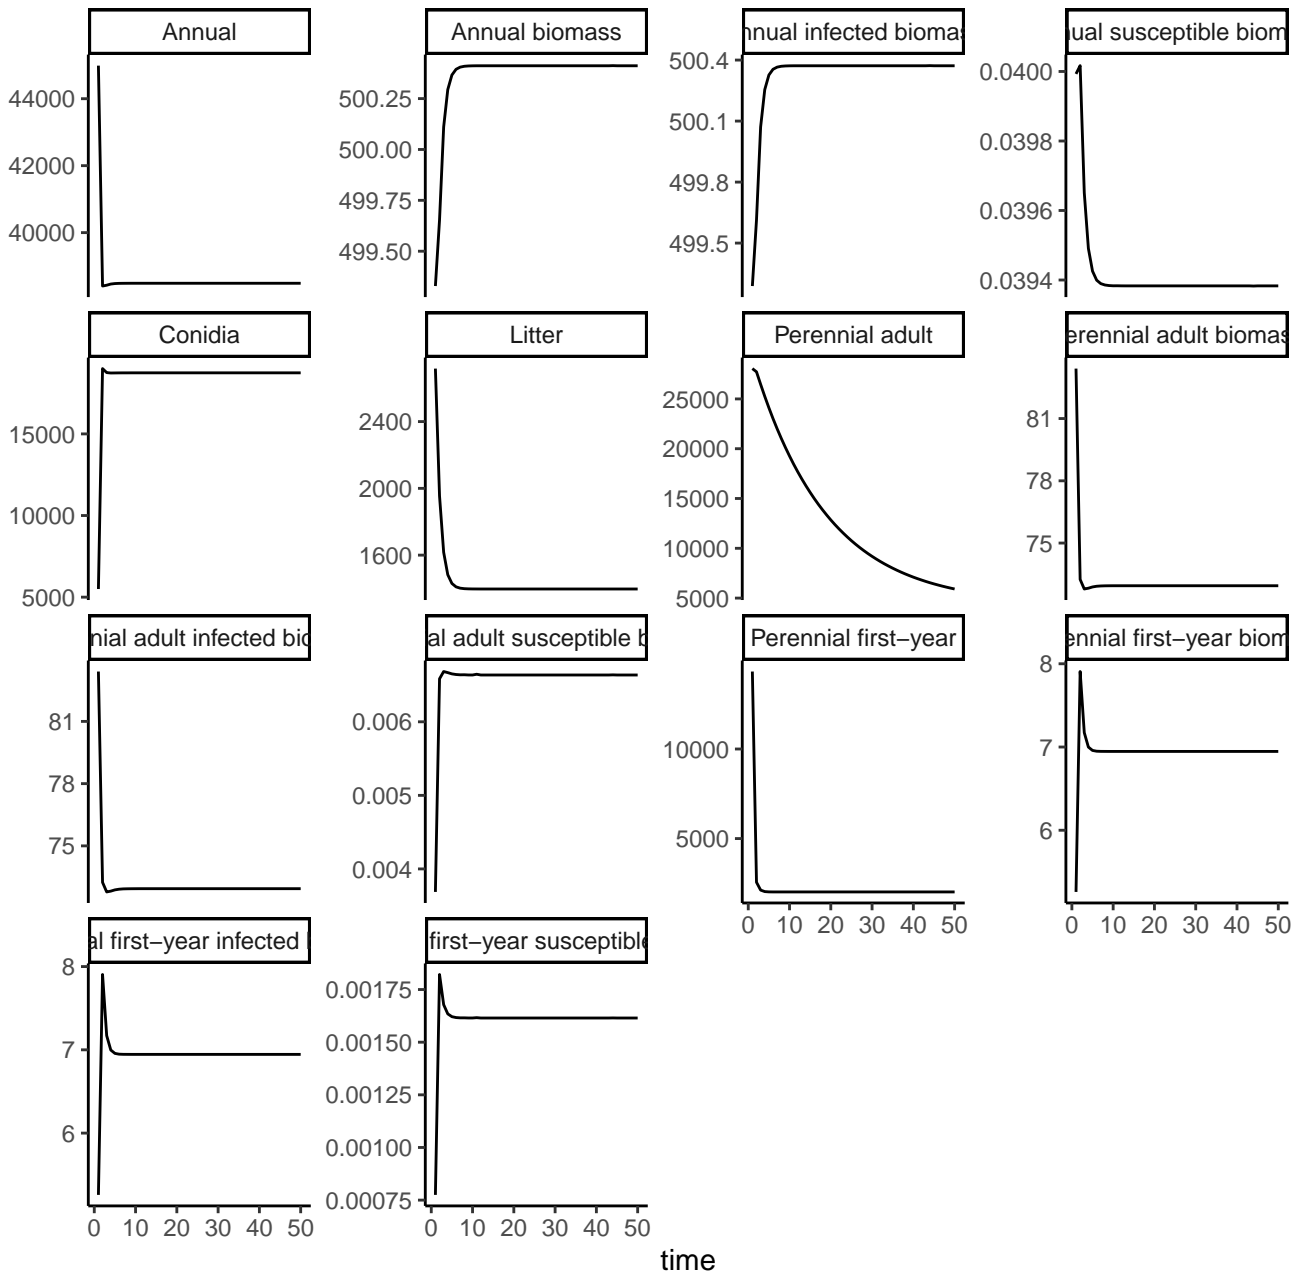 Annual
Annual biomass
nnual infected biomas
ual susceptible biom
44000
42000
40000
500.25
500.00
499.75
499.50
500.4
500.1
499.8
499.5
0.0400
0.0398
0.0396
0.0394
Conidia
Litter
Perennial adult
erennial adult biomas
15000
10000
5000
2400
2000
1600
25000
20000
15000
10000
5000
81
78
75
nial adult infected bio
al adult susceptible b
Perennial first−year
ennial first−year biom
81
78
75
0.006
0.005
0.004
10000
5000
8
7
6
0 10 20 30 40 50
0 10 20 30 40 50
al first−year infected
first−year susceptible
8
7
6
0.00175
0.00150
0.00125
0.00100
0.00075
0 10 20 30 40 50
0 10 20 30 40 50
time